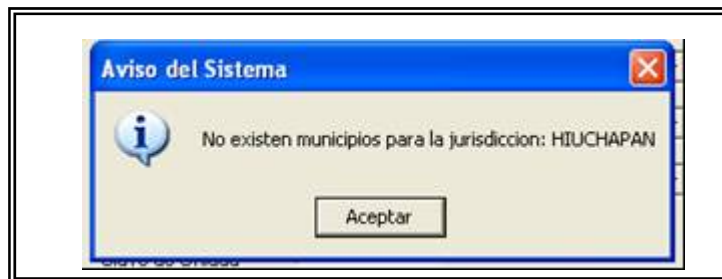 Aviso del Sistema
No existen municipios para la jurisdiccion: HIUCHAPAN
Aceptar